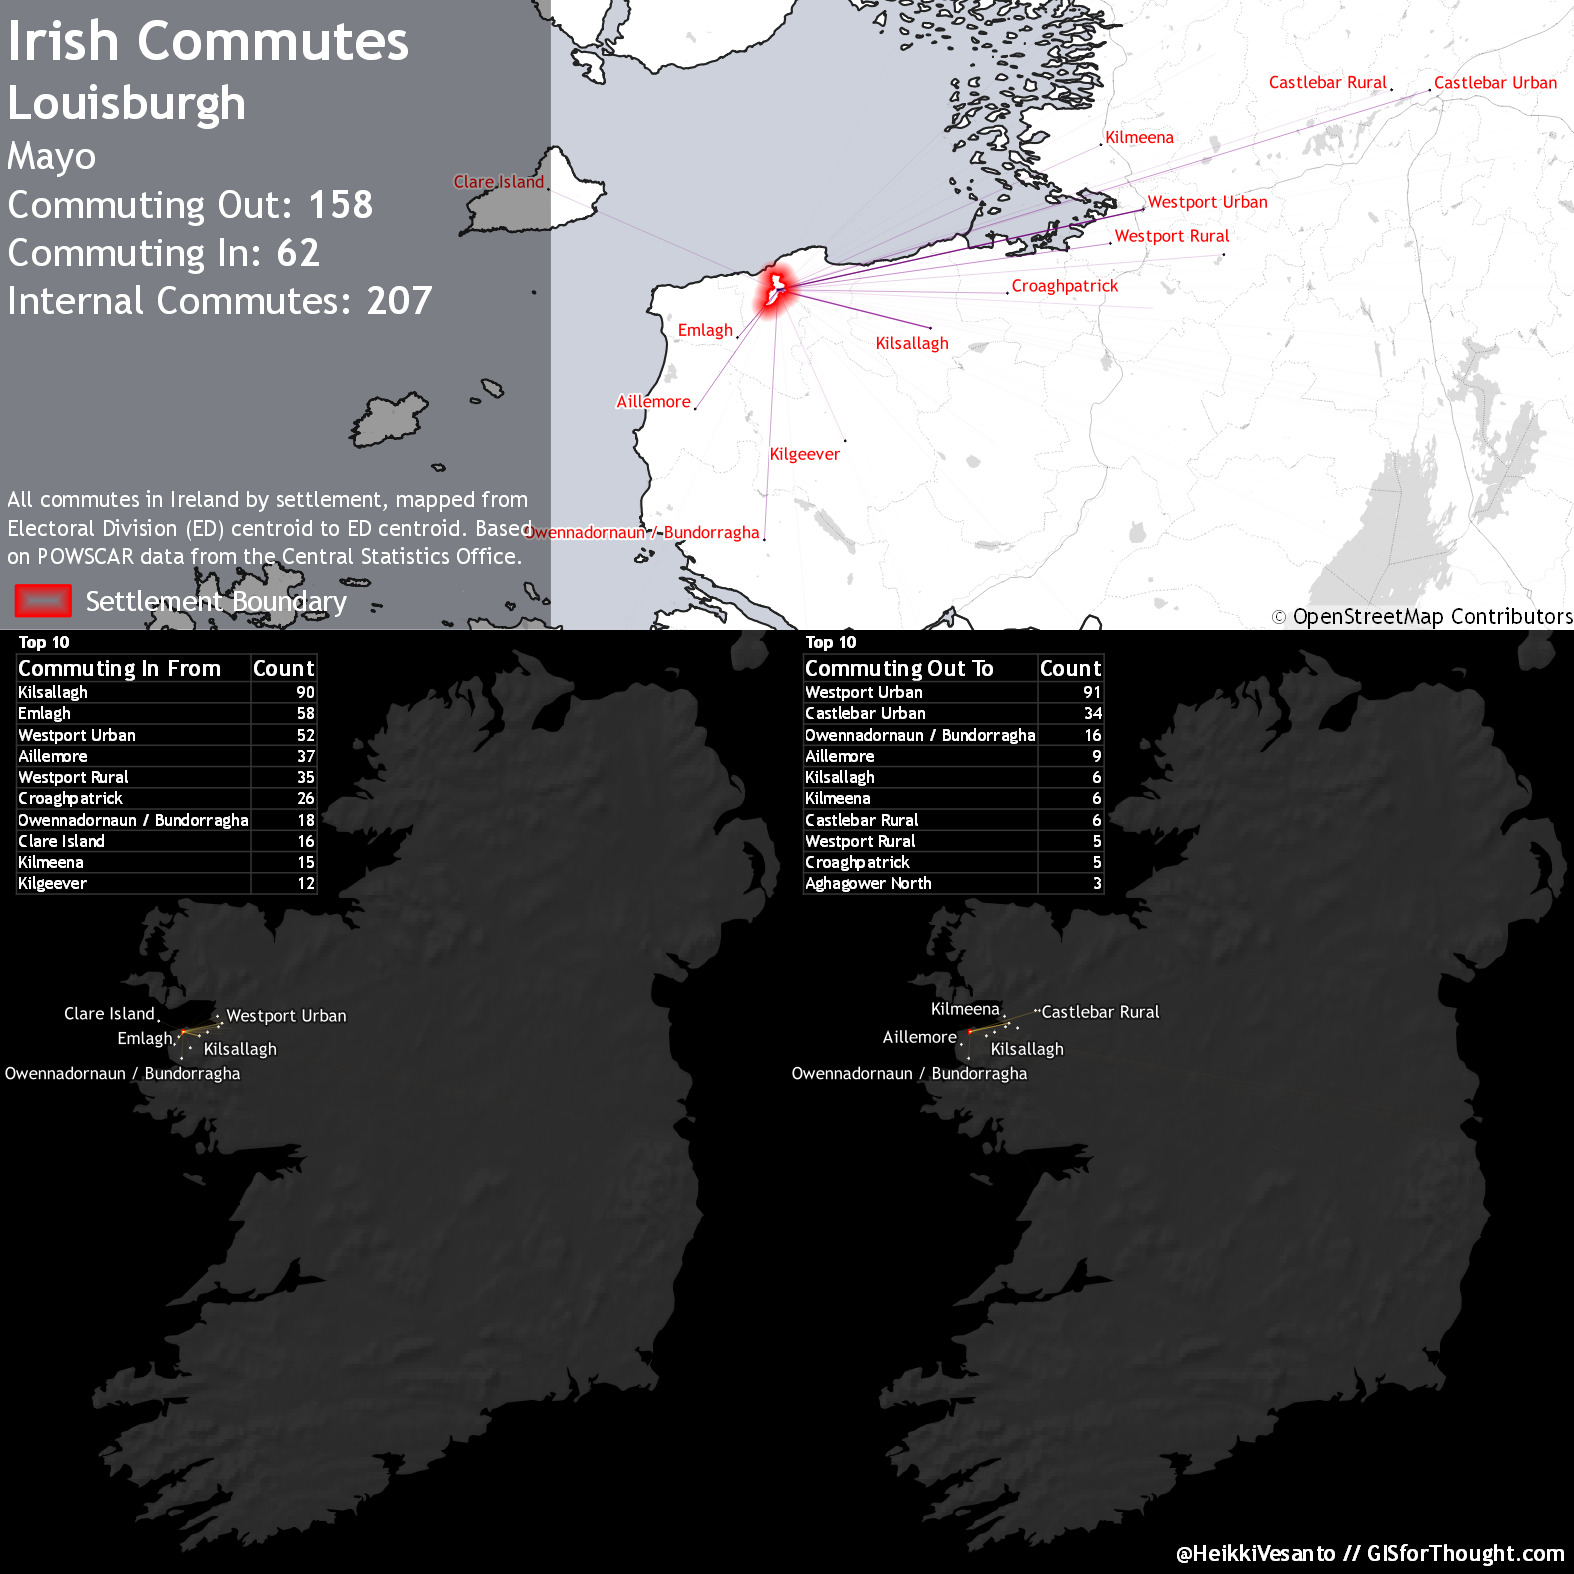 Irish Commutes
Louisburgh
Mayo
Commuting Out: 158
Commuting In: 62
Internal Commutes: 207
All commutes in Ireland by settlement, mapped from
Electoral Division (ED) centroid to ED centroid. Based
on POWSCAR data from the Central Statistics Office.
Settlement Boundary
Castlebar Rural
Castlebar Urban
Kilmeena
Clare Island
Westport Urban
Westport Rural
Croaghpatrick
Emlagh
Kilsallagh
Aillemore
Kilgeever
Owennadornaun / Bundorragha
© OpenStreetMap Contributors
Top 10
Commuting In From Count
Kilsallagh 90
Emlagh 58
Westport Urban 52
Aillemore 37
Westport Rural 35
Croaghpatrick 26
Owennadornaun / Bundorragha 18
Clare Island 16
Kilmeena 15
Kilgeever 12
Clare Island
Westport Urban
Emlagh
Kilsallagh
Owennadornaun / Bundorragha
Top 10
Commuting Out To Count
Westport Urban 91
Castlebar Urban 34
Owennadornaun / Bundorragha 16
Aillemore 9
Kilsallagh 6
Kilmeena 6
Castlebar Rural 6
Westport Rural 5
Croaghpatrick 5
Aghagower North 3
Kilmeena
Castlebar Rural
Aillemore
Kilsallagh
Owennadornaun / Bundorragha
@HeikkiVesanto // GISforThought.com